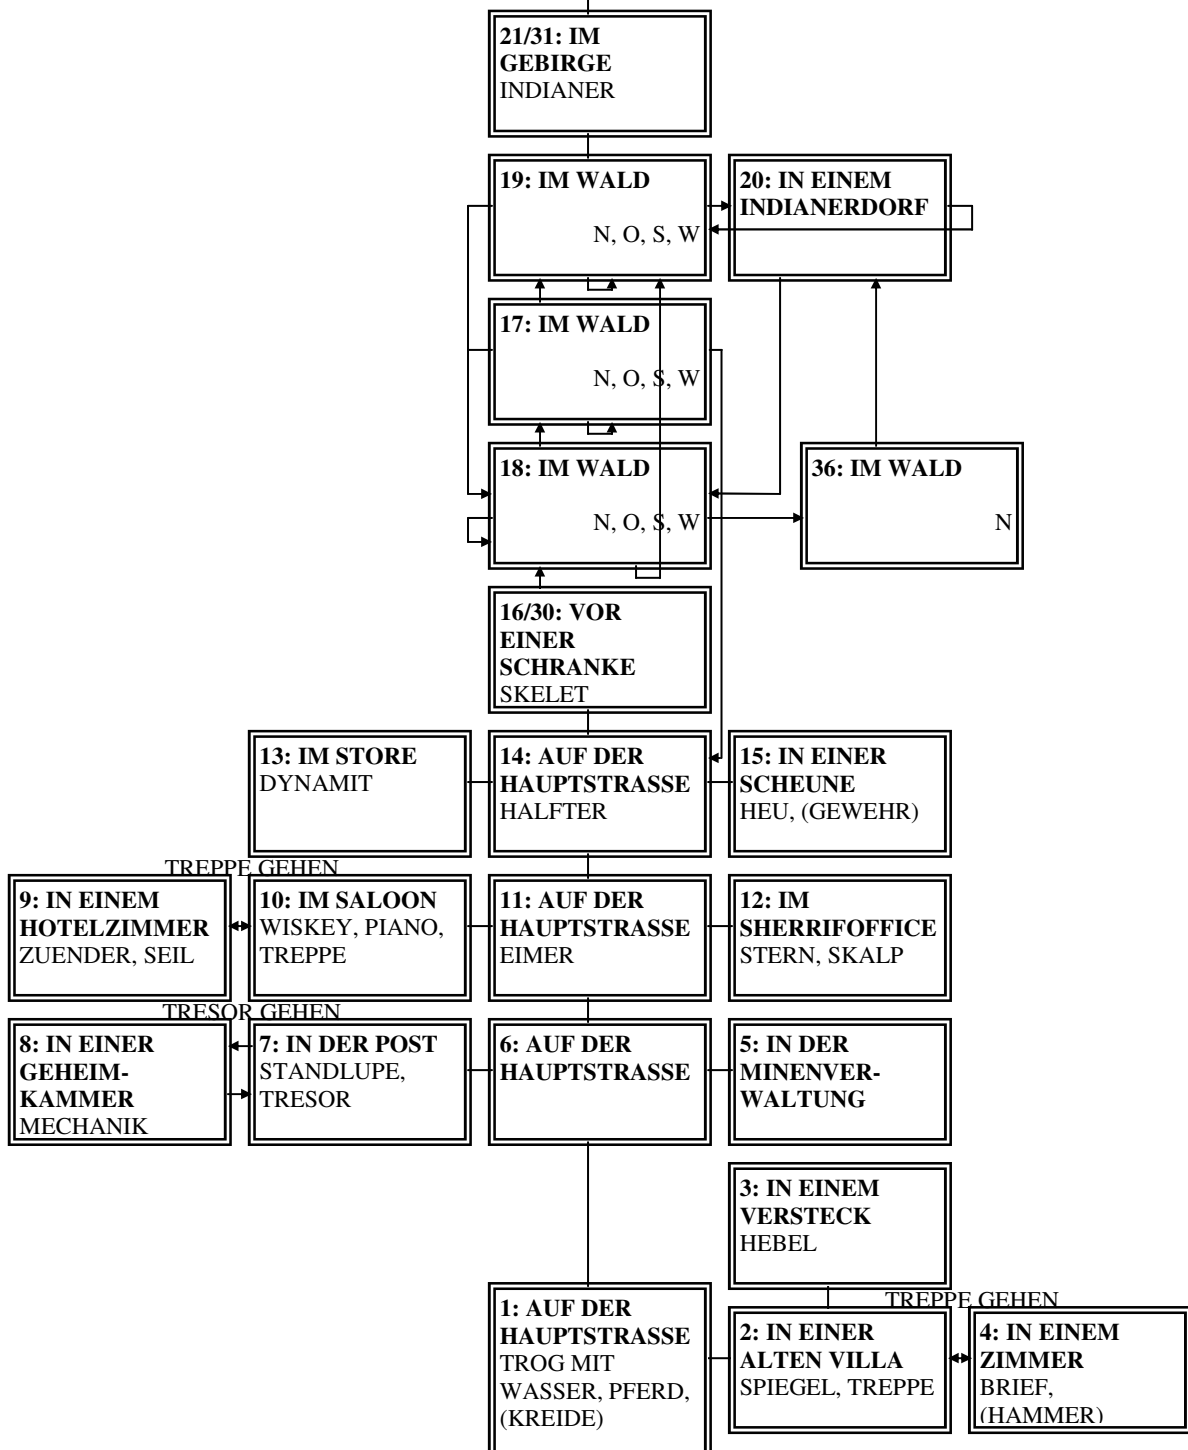 21/31: IM
GEBIRGE
INDIANER
19: IM WALD
N, O, S, W
20: IN EINEM
INDIANERDORF
17: IM WALD
N, O, S, W
18: IM WALD
N, O, S, W
36: IM WALD
N
16/30: VOR
EINER
SCHRANKE
SKELET
13: IM STORE
DYNAMIT
14: AUF DER
HAUPTSTRASSE
HALFTER
15: IN EINER
SCHEUNE
HEU, (GEWEHR)
TREPPE GEHEN
9: IN EINEM
HOTELZIMMER
ZUENDER, SEIL
10: IM SALOON
WISKEY, PIANO,
TREPPE
11: AUF DER
HAUPTSTRASSE
EIMER
12: IM
SHERRIFOFFICE
STERN, SKALP
TRESOR GEHEN
8: IN EINER
GEHEIM-
KAMMER
MECHANIK
7: IN DER POST
STANDLUPE,
TRESOR
6: AUF DER
HAUPTSTRASSE
5: IN DER
MINENVER-
WALTUNG
3: IN EINEM
VERSTECK
HEBEL
TREPPE GEHEN
1: AUF DER
HAUPTSTRASSE
TROG MIT
WASSER, PFERD,
(KREIDE)
2: IN EINER
ALTEN VILLA
SPIEGEL, TREPPE
4: IN EINEM
ZIMMER
BRIEF,
(HAMMER)